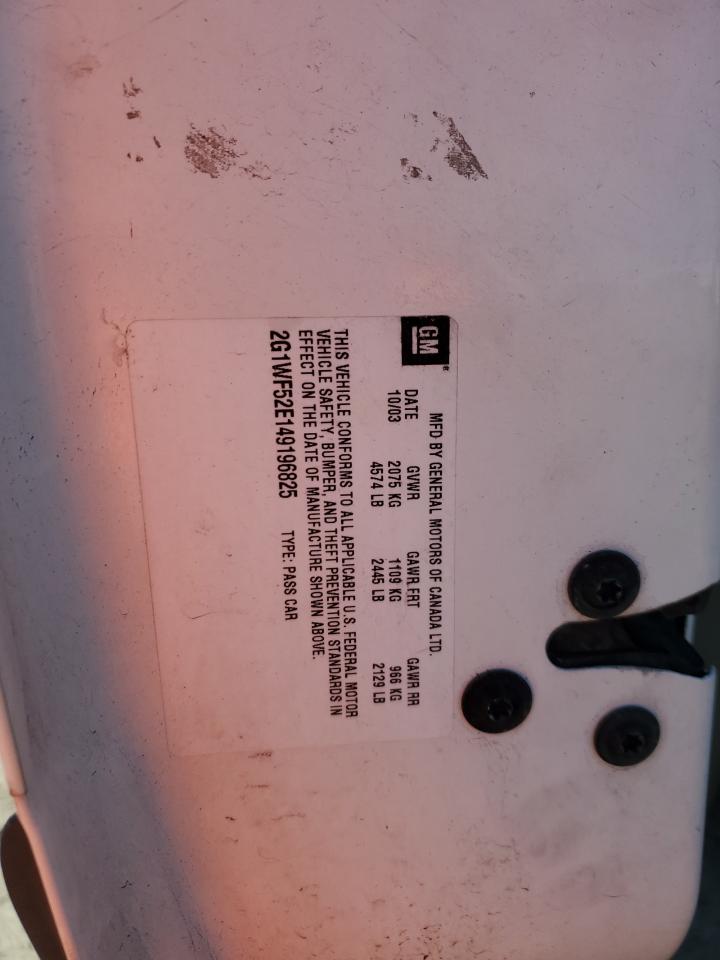 GM
MFD BY GENERAL MOTORS OF CANADA LTD.
DATE GVWR GAWR FRT GAWR RR
10/03 2075 KG 1109 KG 966 KG
4574 LB 2445 LB 2129 LB
THIS VEHICLE CONFORMS TO ALL APPLICABLE U.S. FEDERAL MOTOR
VEHICLE SAFETY, BUMPER, AND THEFT PREVENTION STANDARDS IN
EFFECT ON THE DATE OF MANUFACTURE SHOWN ABOVE.
2G1WF52E149196825 TYPE: PASS CAR